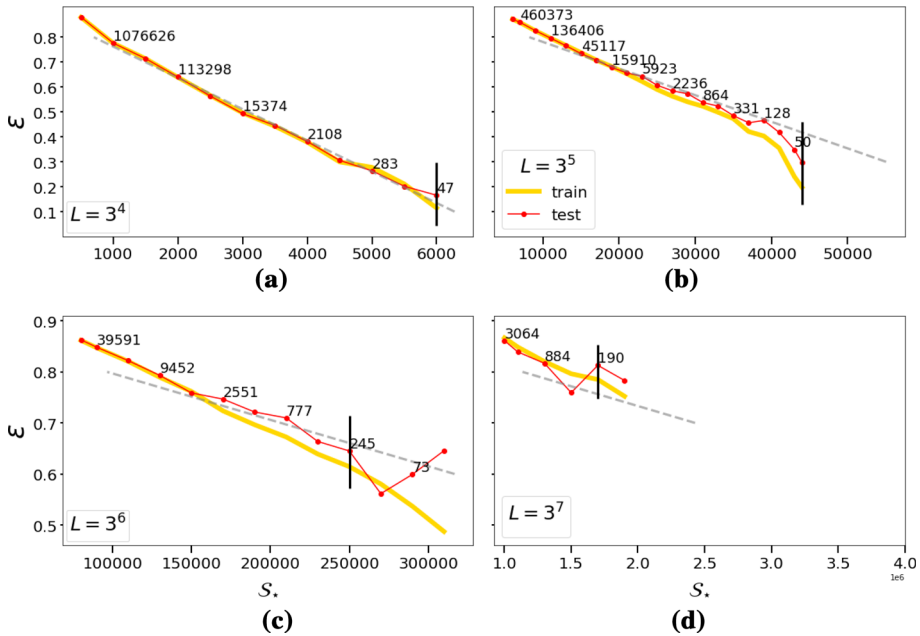 0.8
0.7
0.6
0.5
0.4
0.3
0.2
0.1
ε
1076626
113298
15374
2108
283
47
L = 3⁴
1000 2000 3000 4000 5000 6000
(a)
460373
136406
45117
15910
5923
2236
864
331
128
50
L = 3⁵
train
test
10000 20000 30000 40000 50000
(b)
0.9
0.8
0.7
0.6
0.5
ε
39591
9452
2551
777
245
73
L = 3⁶
100000 150000 200000 250000 300000
S⋆
(c)
3064
884
190
L = 3⁷
1.0 1.5 2.0 2.5 3.0 3.5 4.0
1e6
S⋆
(d)